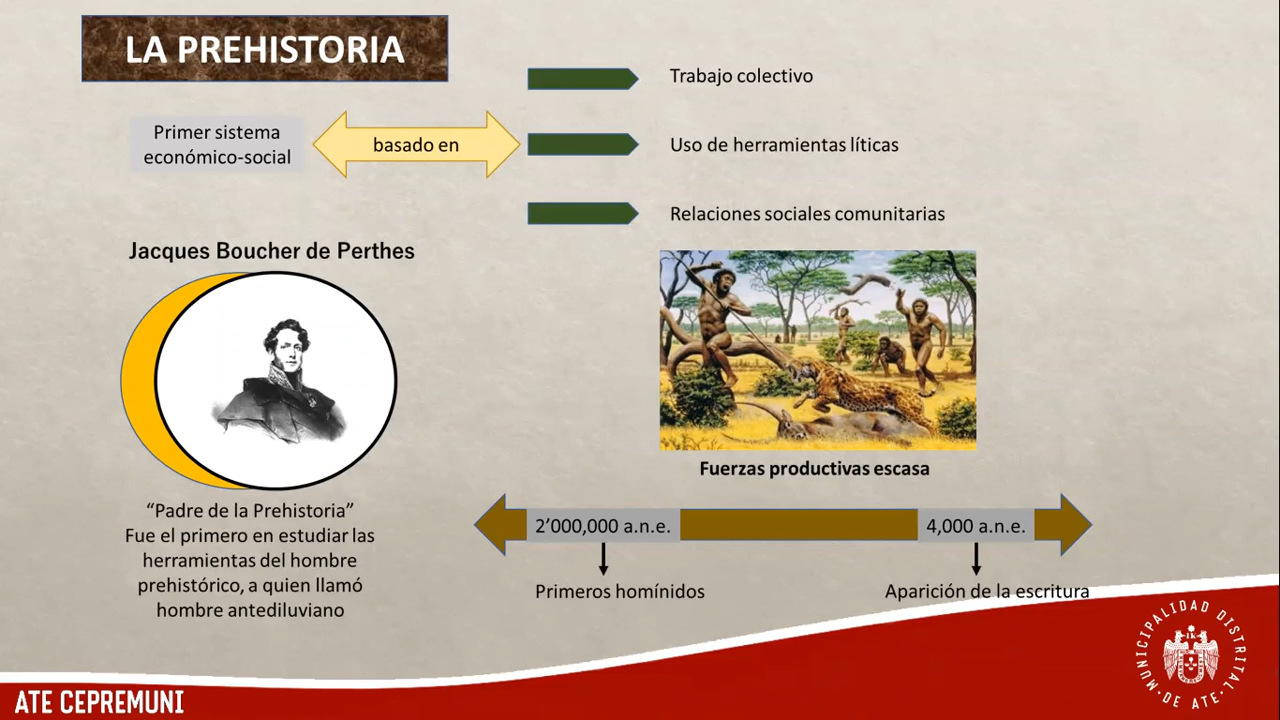 LA PREHISTORIA
Primer sistema
económico-social
basado en
Trabajo colectivo
Uso de herramientas líticas
Relaciones sociales comunitarias
Jacques Boucher de Perthes
“Padre de la Prehistoria”
Fue el primero en estudiar las
herramientas del hombre
prehistórico, a quien llamó
hombre antediluviano
Fuerzas productivas escasa
2’000,000 a.n.e.
4,000 a.n.e.
Primeros homínidos
Aparición de la escritura
ATE CEPREMUNI
MUNICIPALIDAD DISTRITAL
· DE ATE ·